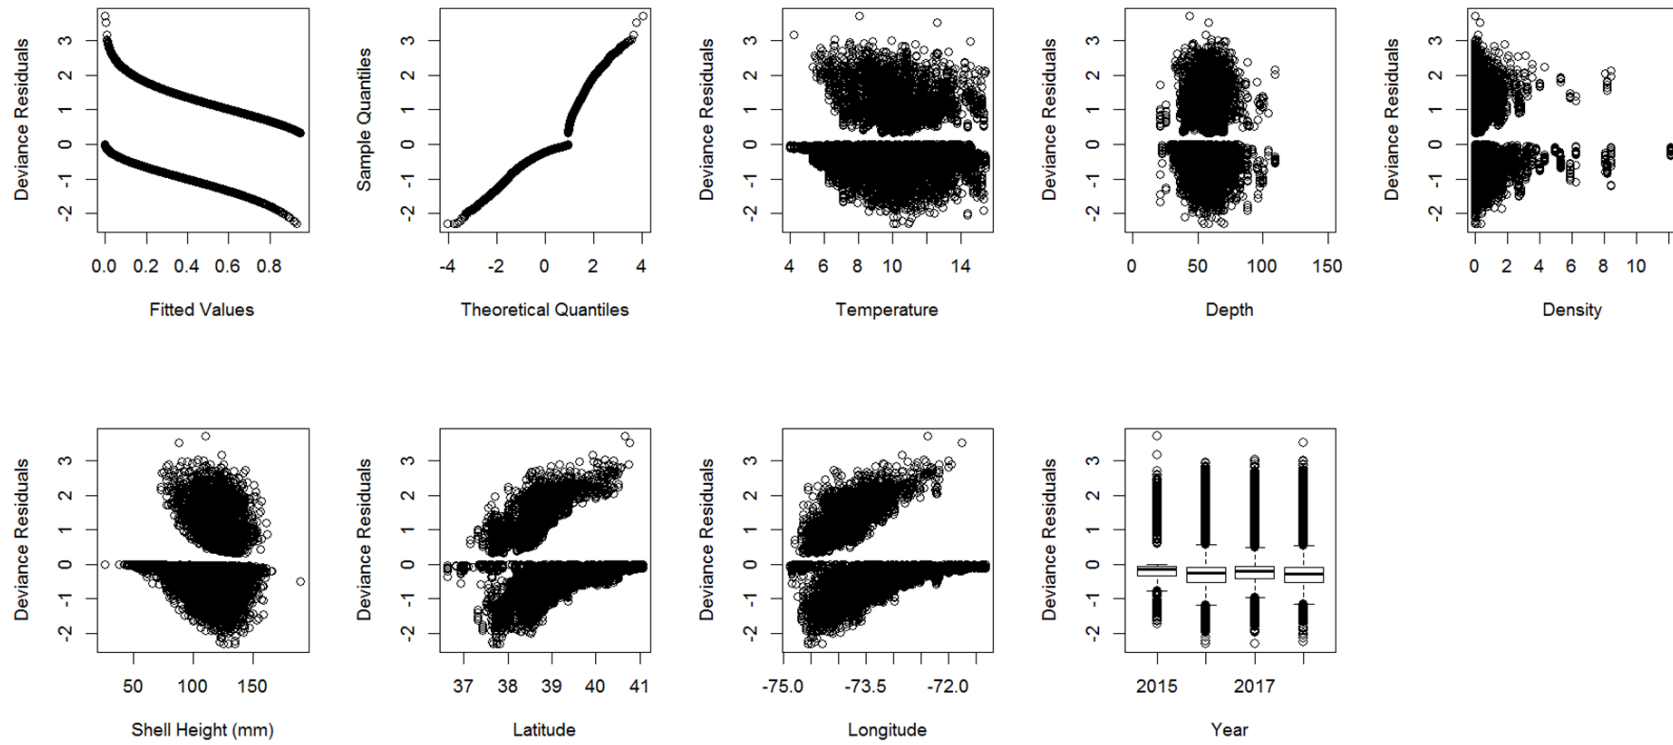 Deviance Residuals
3
2
1
0
-1
-2
0.0 0.2 0.4 0.6 0.8
Fitted Values
Sample Quantiles
3
2
1
0
-1
-2
-4 -2 0 2 4
Theoretical Quantiles
Deviance Residuals
3
2
1
0
-1
-2
4 6 8 10 14
Temperature
Deviance Residuals
3
2
1
0
-1
-2
0 50 100 150
Depth
Deviance Residuals
3
2
1
0
-1
-2
0 2 4 6 8 10
Density
Deviance Residuals
3
2
1
0
-1
-2
50 100 150
Shell Height (mm)
Deviance Residuals
3
2
1
0
-1
-2
37 38 39 40 41
Latitude
Deviance Residuals
3
2
1
0
-1
-2
-75.0 -73.5 -72.0
Longitude
Deviance Residuals
3
2
1
0
-1
-2
2015 2017
Year